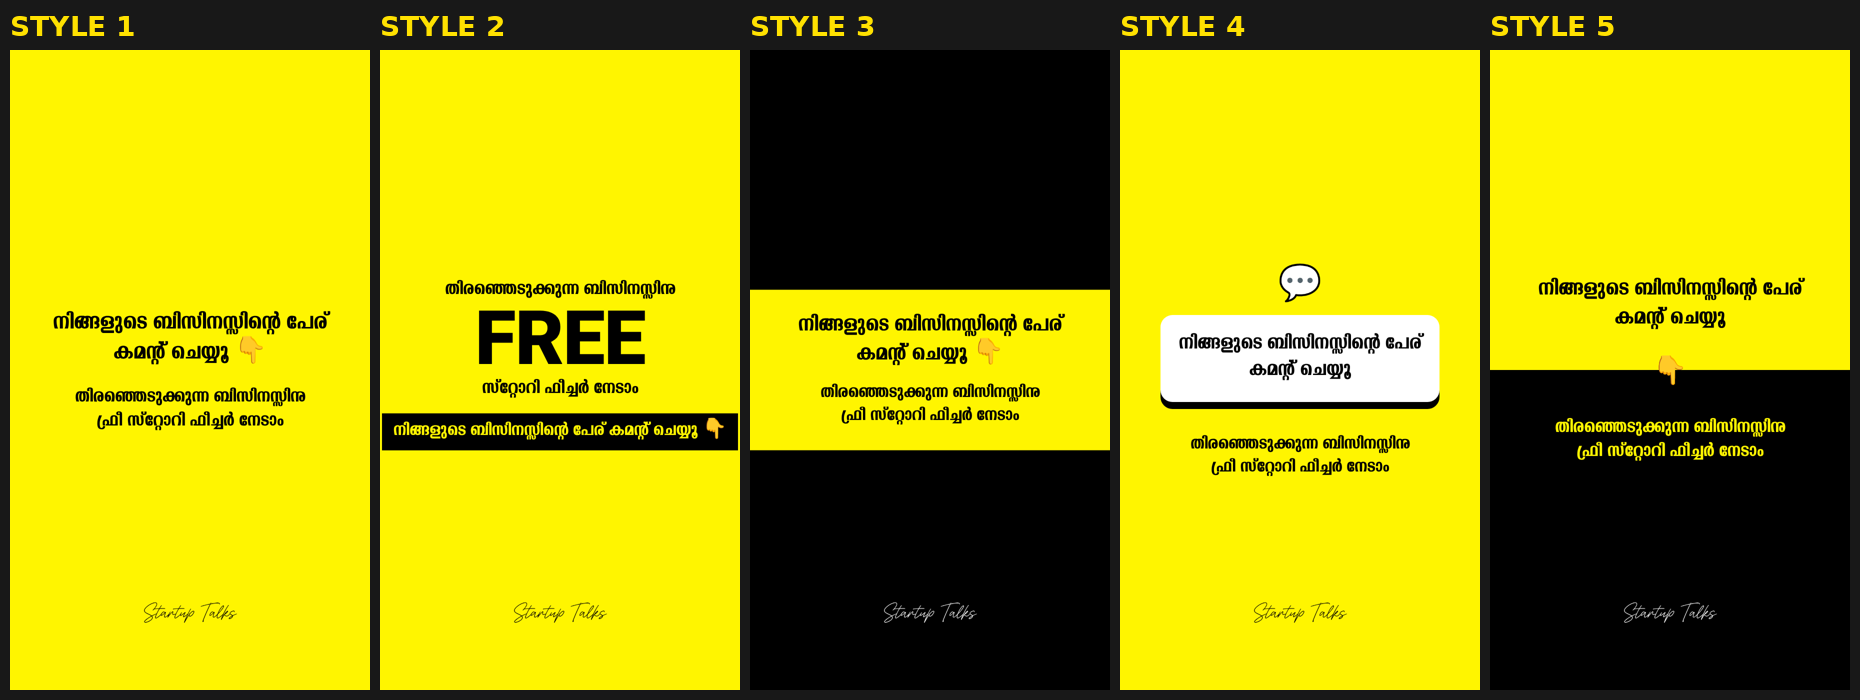 STYLE 1
നിങ്ങളുടെ ബിസിനസ്സിന്റെ പേര്
കമന്റ് ചെയ്യൂ 👇
തിരഞ്ഞെടുക്കുന്ന ബിസിനസ്സിനു
ഫ്രീ സ്റ്റോറി ഫീച്ചർ നേടാം
Startup Talks
STYLE 2
തിരഞ്ഞെടുക്കുന്ന ബിസിനസ്സിനു
FREE
സ്റ്റോറി ഫീച്ചർ നേടാം
നിങ്ങളുടെ ബിസിനസ്സിന്റെ പേര് കമന്റ് ചെയ്യൂ 👇
Startup Talks
STYLE 3
നിങ്ങളുടെ ബിസിനസ്സിന്റെ പേര്
കമന്റ് ചെയ്യൂ 👇
തിരഞ്ഞെടുക്കുന്ന ബിസിനസ്സിനു
ഫ്രീ സ്റ്റോറി ഫീച്ചർ നേടാം
Startup Talks
STYLE 4
💬
നിങ്ങളുടെ ബിസിനസ്സിന്റെ പേര്
കമന്റ് ചെയ്യൂ
തിരഞ്ഞെടുക്കുന്ന ബിസിനസ്സിനു
ഫ്രീ സ്റ്റോറി ഫീച്ചർ നേടാം
Startup Talks
STYLE 5
നിങ്ങളുടെ ബിസിനസ്സിന്റെ പേര്
കമന്റ് ചെയ്യൂ
👇
തിരഞ്ഞെടുക്കുന്ന ബിസിനസ്സിനു
ഫ്രീ സ്റ്റോറി ഫീച്ചർ നേടാം
Startup Talks